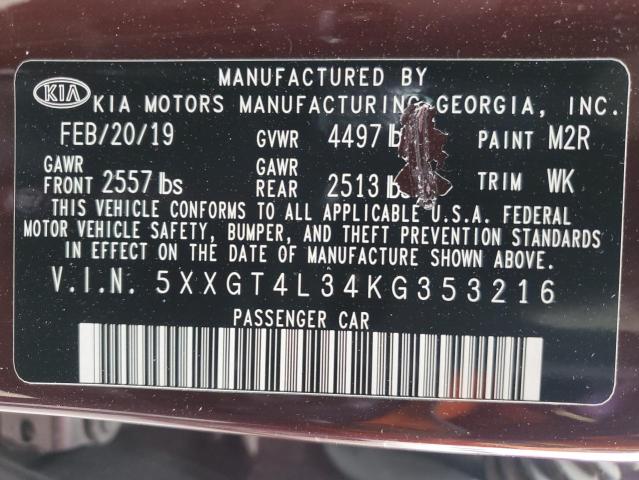 MANUFACTURED BY
KIA KIA MOTORS MANUFACTURING GEORGIA, INC.
FEB/20/19 GVWR 4497 PAINT M2R
GAWR FRONT 2557 lbs GAWR REAR 2513 TRIM WK
THIS VEHICLE CONFORMS TO ALL APPLICABLE U.S.A. FEDERAL
MOTOR VEHICLE SAFETY, BUMPER, AND THEFT PREVENTION STANDARDS
IN EFFECT ON THE DATE OF MANUFACTURE SHOWN ABOVE.
V.I.N. 5XXGT4L34KG353216
PASSENGER CAR